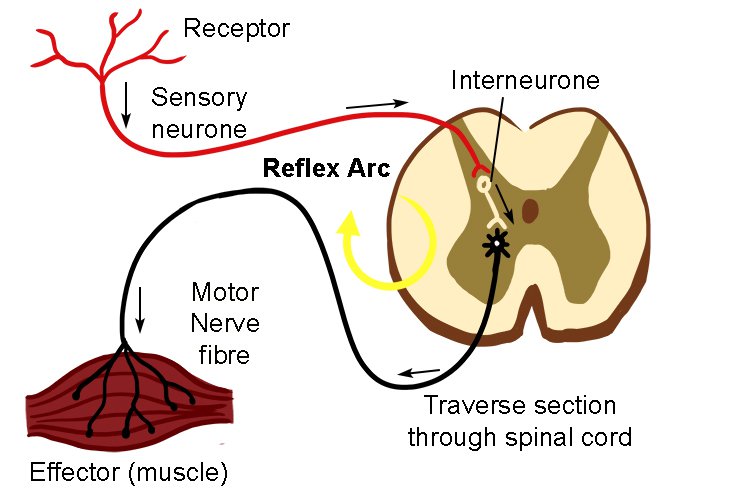 Receptor
Interneurone
Sensory
neurone
Reflex Arc
Motor
Nerve
fibre
Traverse section
through spinal cord
Effector (muscle)